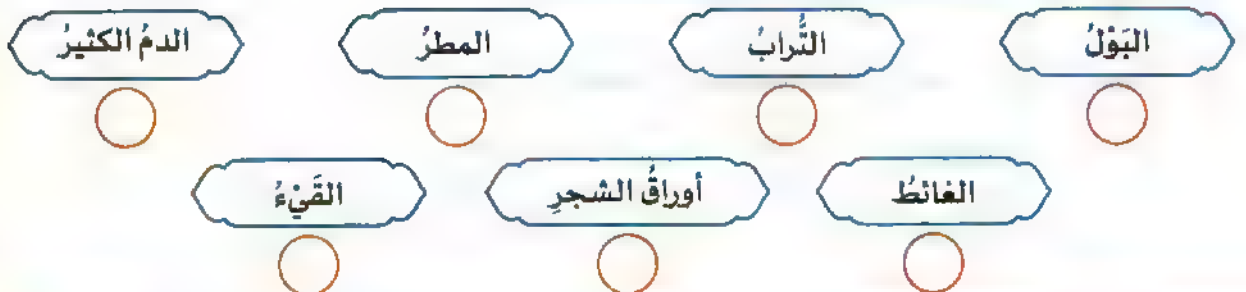 البَوْلُ التُّرابُ المطرُ الدمُ الكثيرُ
الغائطُ أوراقُ الشجرِ القَيْءُ